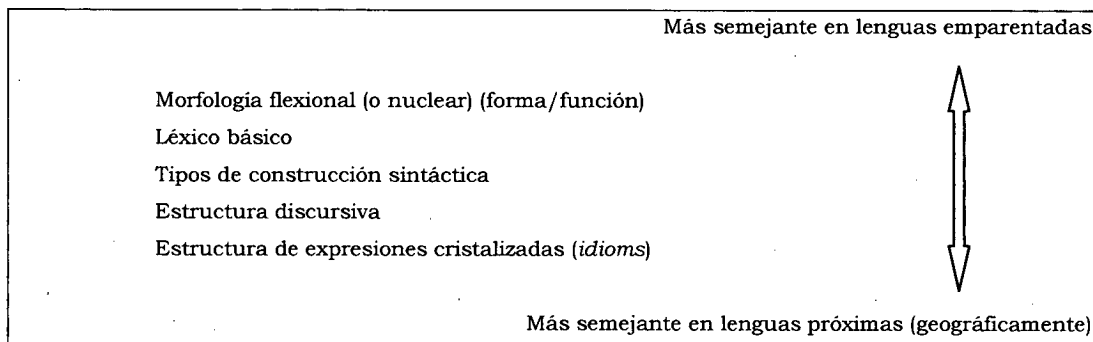 Más semejante en lenguas emparentadas
Morfología flexional (o nuclear) (forma/función)
Léxico básico
Tipos de construcción sintáctica
Estructura discursiva
Estructura de expresiones cristalizadas (idioms)
Más semejante en lenguas próximas (geográficamente)